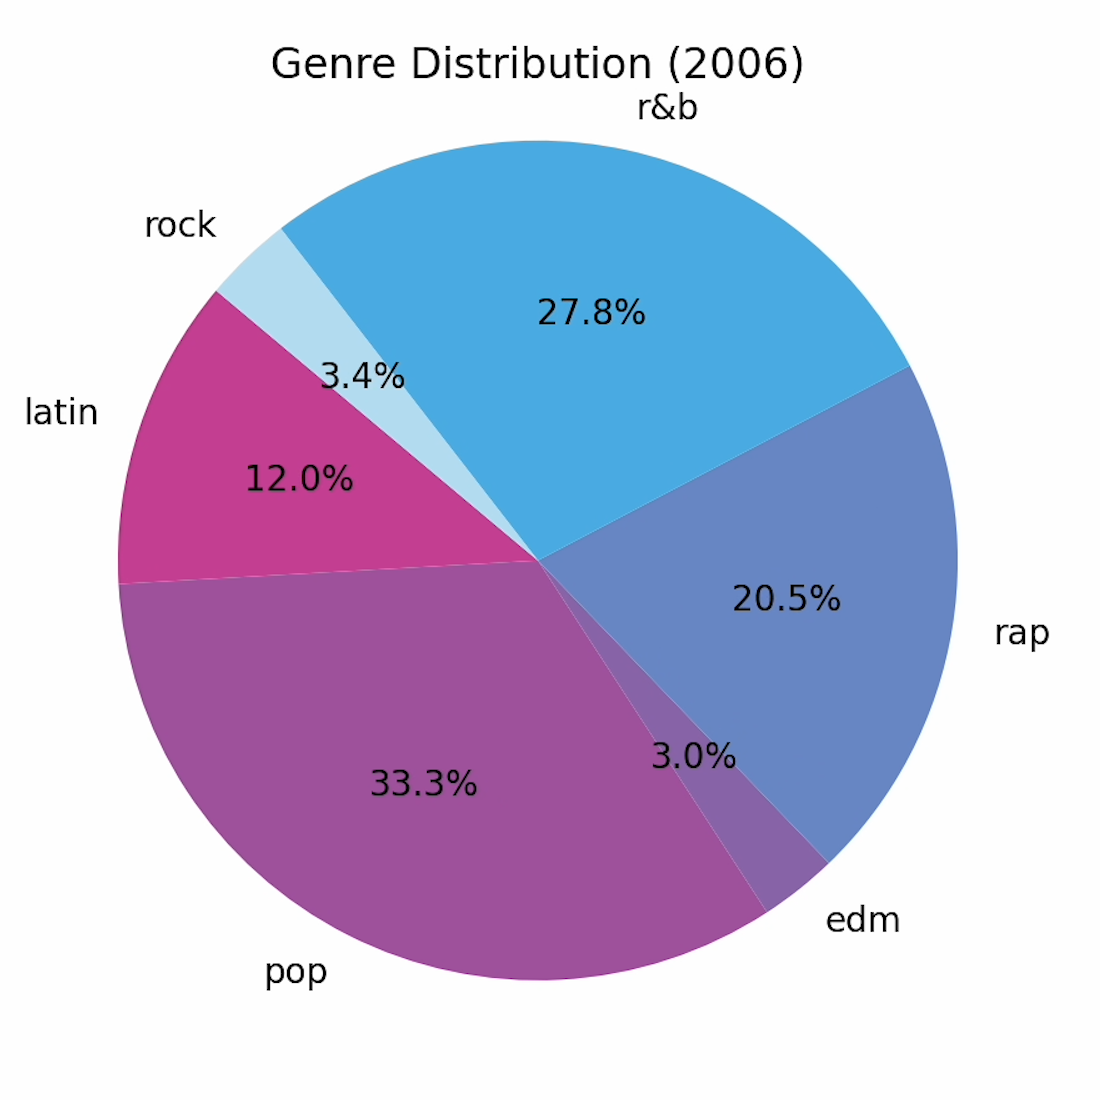 Genre Distribution (2006)
r&b
rock
27.8%
3.4%
latin
12.0%
20.5%
rap
3.0%
33.3%
edm
pop